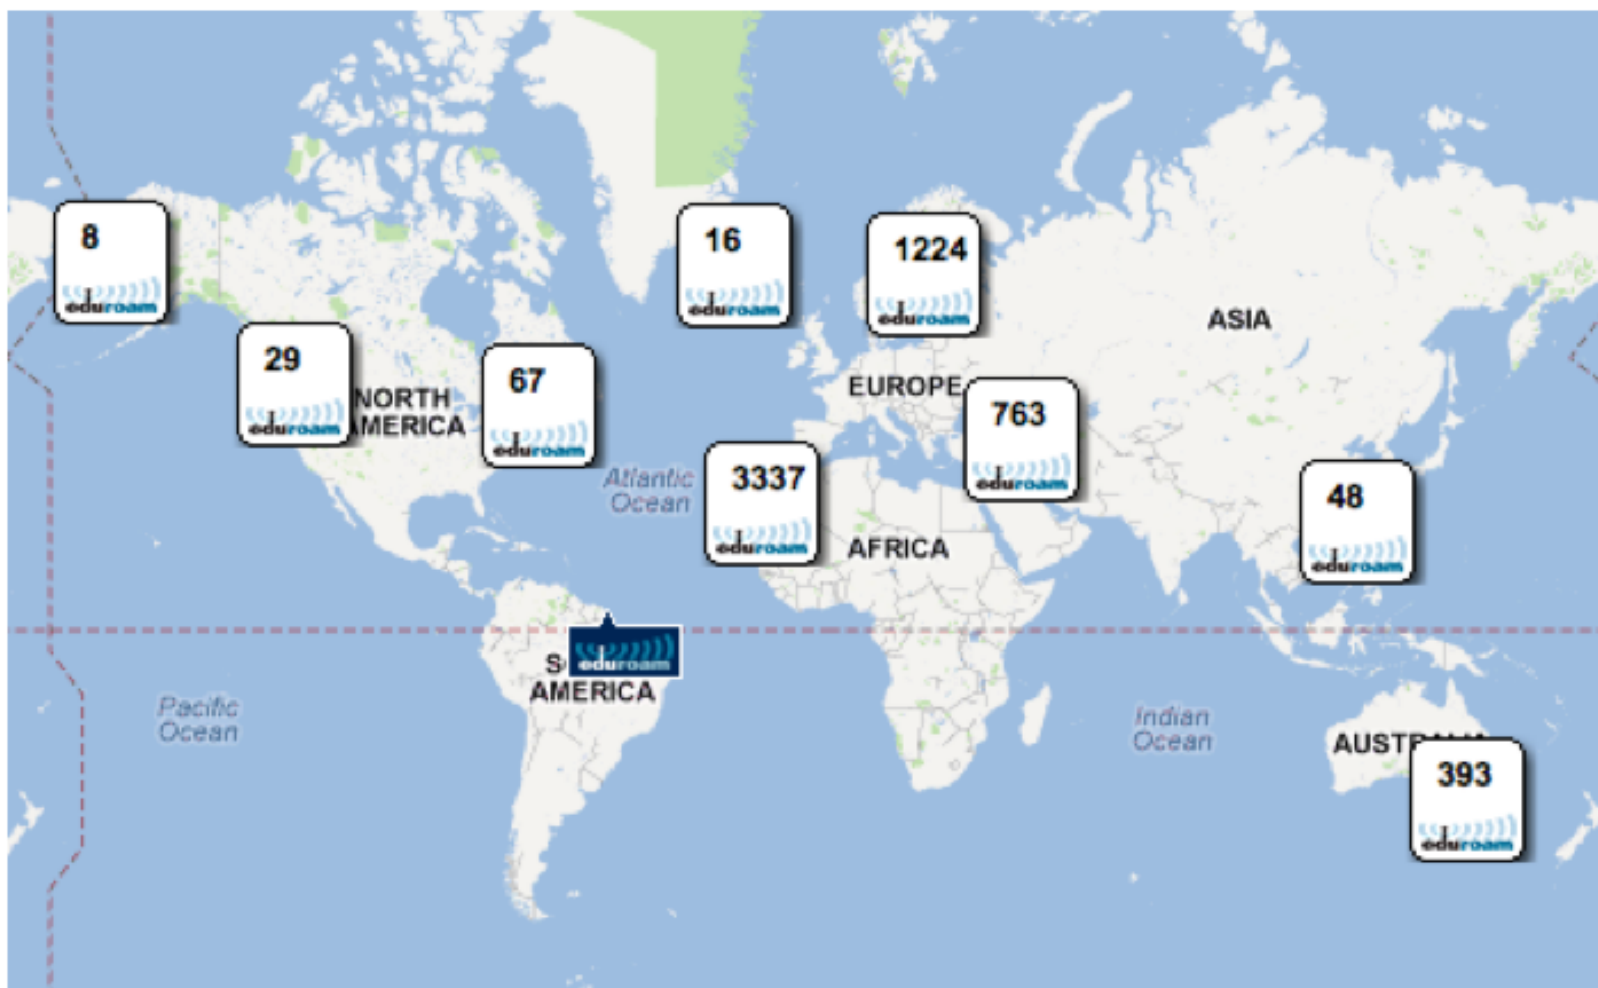 8
eduroam
16
eduroam
1224
eduroam
ASIA
29
eduroam
67
eduroam
NORTH
AMERICA
EUROPE
763
eduroam
Atlantic
Ocean
3337
eduroam
AFRICA
48
eduroam
eduroam
AMERICA
Pacific
Ocean
Indian
Ocean
393
eduroam